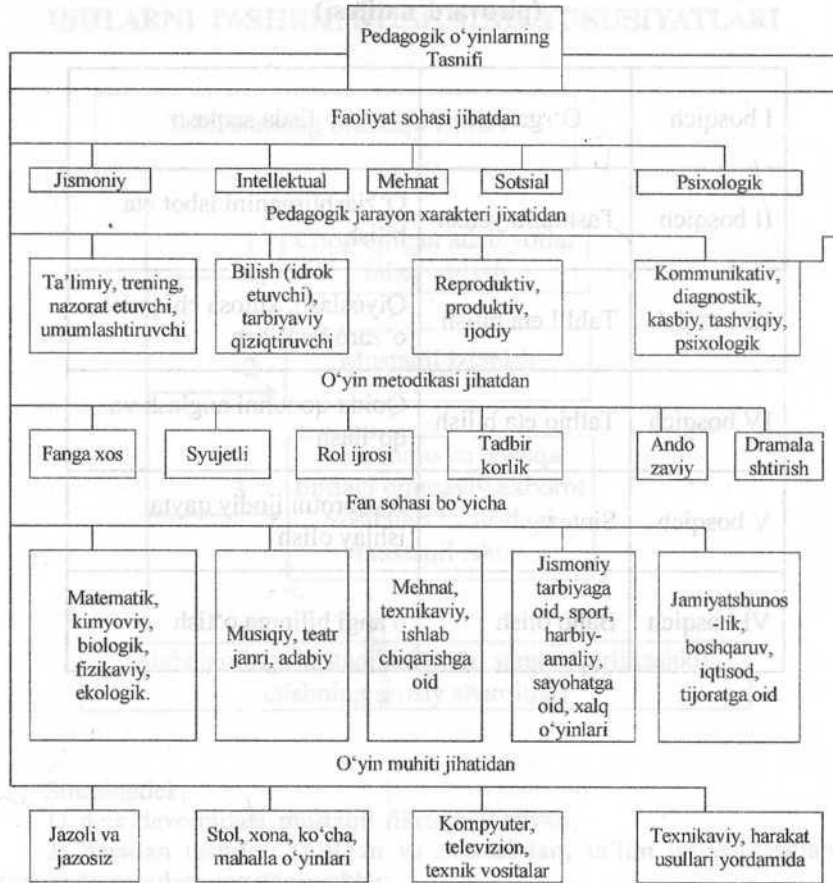 Pedagogik o‘yinlarning
Tasnifi
Faoliyat sohasi jihatdan
Jismoniy
Intellektual
Mehnat
Sotsial
Psixologik
Pedagogik jarayon xarakteri jixatidan
Ta’limiy, trening,
nazorat etuvchi,
umumlashtiruvchi
Bilish (idrok
etuvchi),
tarbiyaviy
qiziqtiruvchi
Reproduktiv,
produktiv,
ijodiy
Kommunikativ,
diagnostik,
kasbiy, tashviqiy,
psixologik
O‘yin metodikasi jihatdan
Fanga xos
Syujetli
Rol ijrosi
Tadbir
korlik
Ando
zaviy
Dramala
shtirish
Fan sohasi bo‘yicha
Matematik,
kimyoviy,
biologik,
fizikaviy,
ekologik.
Musiqiy, teatr
janri, adabiy
Mehnat,
texnikaviy,
ishlab
chiqarishga
oid
Jismoniy
tarbiyaga
oid, sport,
harbiy-
amaliy,
sayohatga
oid, xalq
o‘yinlari
Jamiyatshunos
-lik,
boshqaruv,
iqtisod,
tijoratga oid
O‘yin muhiti jihatidan
Jazoli va
jazosiz
Stol, xona, ko‘cha,
mahalla o‘yinlari
Kompyuter,
televizion,
texnik vositalar
Texnikaviy, harakat
usullari yordamida